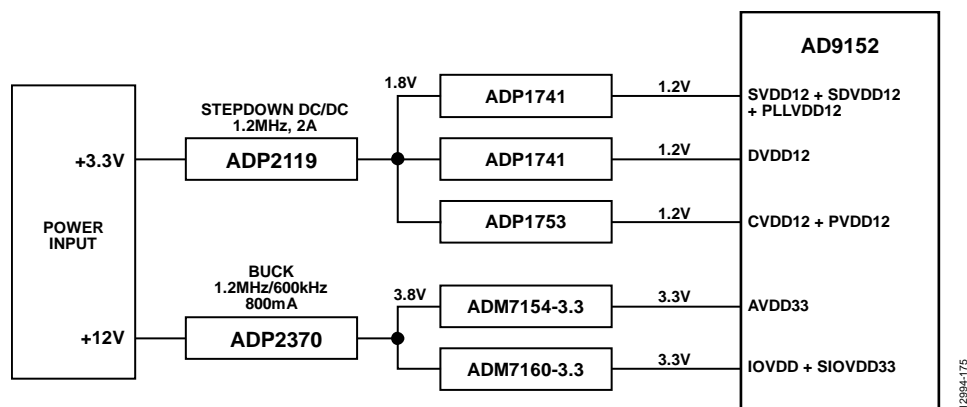 AD9152
POWER
INPUT
+3.3V
+12V
STEPDOWN DC/DC
1.2MHz, 2A
ADP2119
1.8V
ADP1741
1.2V
SVDD12 + SDVDD12
+ PLLVDD12
ADP1741
1.2V
DVDD12
ADP1753
1.2V
CVDD12 + PVDD12
BUCK
1.2MHz/600kHz
800mA
ADP2370
3.8V
ADM7154-3.3
3.3V
AVDD33
ADM7160-3.3
3.3V
IOVDD + SIOVDD33
12994-175